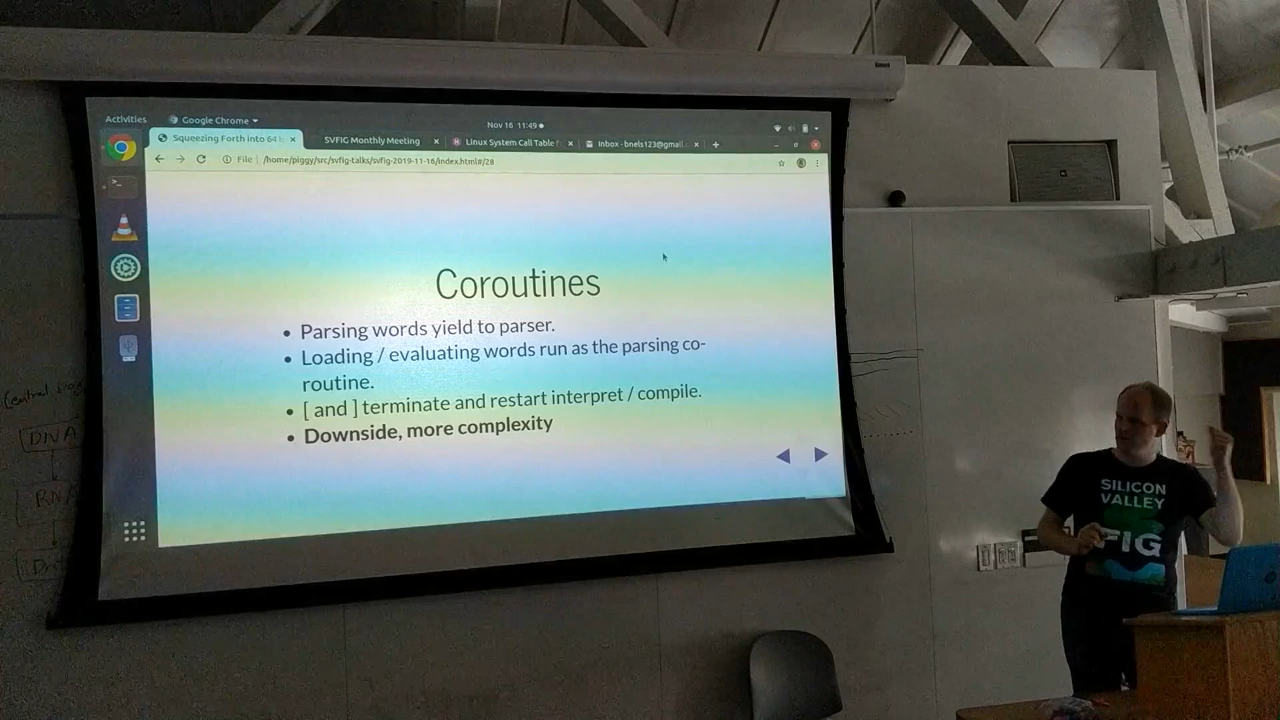 Activities
Google Chrome
Nov 16 11:49
Squeezing Forth into 64
SVFIG Monthly Meeting
Linux System Call Table
Inbox - bnels123@gmail.
File
/home/piggy/src/svfig-talks/svfig-2019-11-16/index.html#/28
Coroutines
• Parsing words yield to parser.
• Loading / evaluating words run as the parsing co-
routine.
• [ and ] terminate and restart interpret / compile.
• Downside, more complexity
DNA
RN
SILICON
VALLEY
FIG